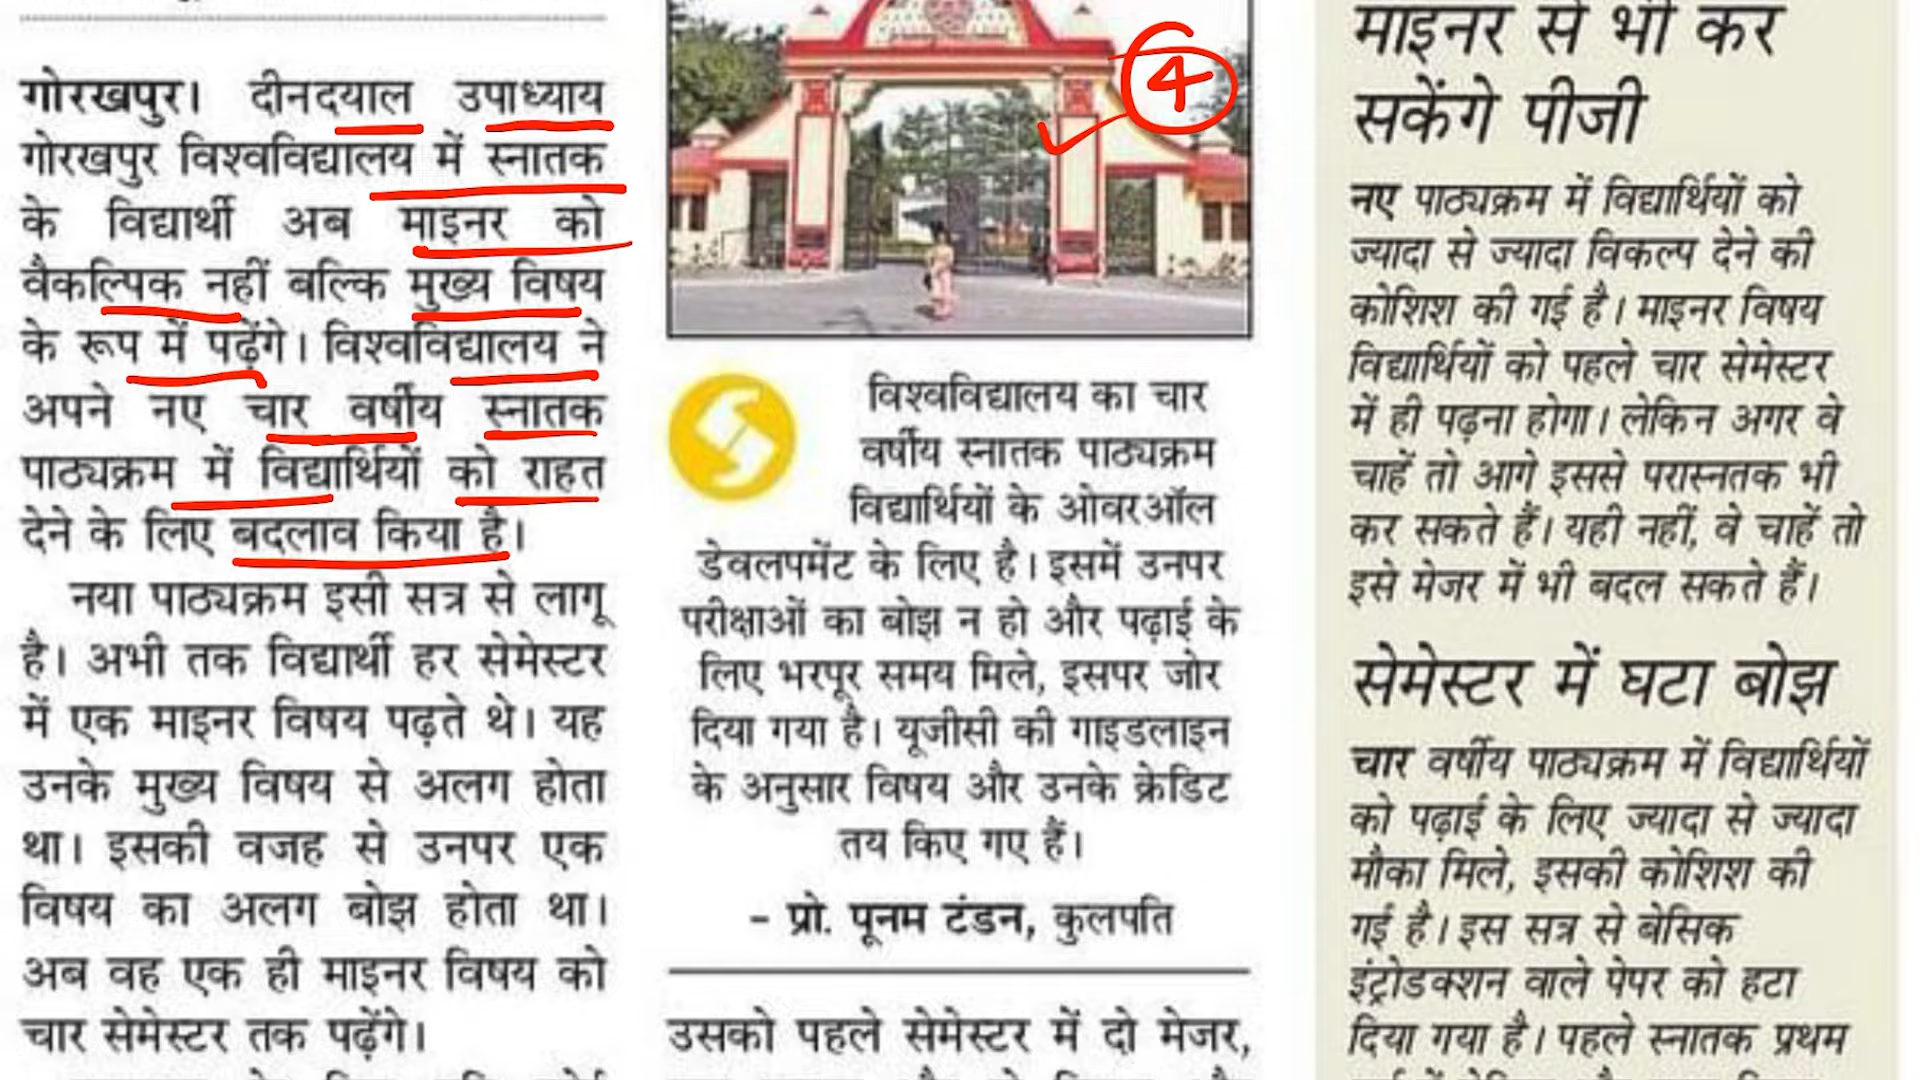 गोरखपुर। दीनदयाल उपाध्याय
गोरखपुर विश्वविद्यालय में स्नातक
के विद्यार्थी अब माइनर को
वैकल्पिक नहीं बल्कि मुख्य विषय
के रूप में पढ़ेंगे। विश्वविद्यालय ने
अपने नए चार वर्षीय स्नातक
पाठ्यक्रम में विद्यार्थियों को राहत
देने के लिए बदलाव किया है।
नया पाठ्यक्रम इसी सत्र से लागू
है। अभी तक विद्यार्थी हर सेमेस्टर
में एक माइनर विषय पढ़ते थे। यह
उनके मुख्य विषय से अलग होता
था। इसकी वजह से उनपर एक
विषय का अलग बोझ होता था।
अब वह एक ही माइनर विषय को
चार सेमेस्टर तक पढ़ेंगे।
4
विश्वविद्यालय का चार
वर्षीय स्नातक पाठ्यक्रम
विद्यार्थियों के ओवरऑल
डेवलपमेंट के लिए है। इसमें उनपर
परीक्षाओं का बोझ न हो और पढ़ाई के
लिए भरपूर समय मिले, इसपर जोर
दिया गया है। यूजीसी की गाइडलाइन
के अनुसार विषय और उनके क्रेडिट
तय किए गए हैं।
- प्रो. पूनम टंडन, कुलपति
उसको पहले सेमेस्टर में दो मेजर,
माइनर से भी कर
सकेंगे पीजी
नए पाठ्यक्रम में विद्यार्थियों को
ज्यादा से ज्यादा विकल्प देने की
कोशिश की गई है। माइनर विषय
विद्यार्थियों को पहले चार सेमेस्टर
में ही पढ़ना होगा। लेकिन अगर वे
चाहें तो आगे इससे परास्नतक भी
कर सकते हैं। यही नहीं, वे चाहें तो
इसे मेजर में भी बदल सकते हैं।
सेमेस्टर में घटा बोझ
चार वर्षीय पाठ्यक्रम में विद्यार्थियों
को पढ़ाई के लिए ज्यादा से ज्यादा
मौका मिले, इसकी कोशिश की
गई है। इस सत्र से बेसिक
इंट्रोडक्शन वाले पेपर को हटा
दिया गया है। पहले स्नातक प्रथम